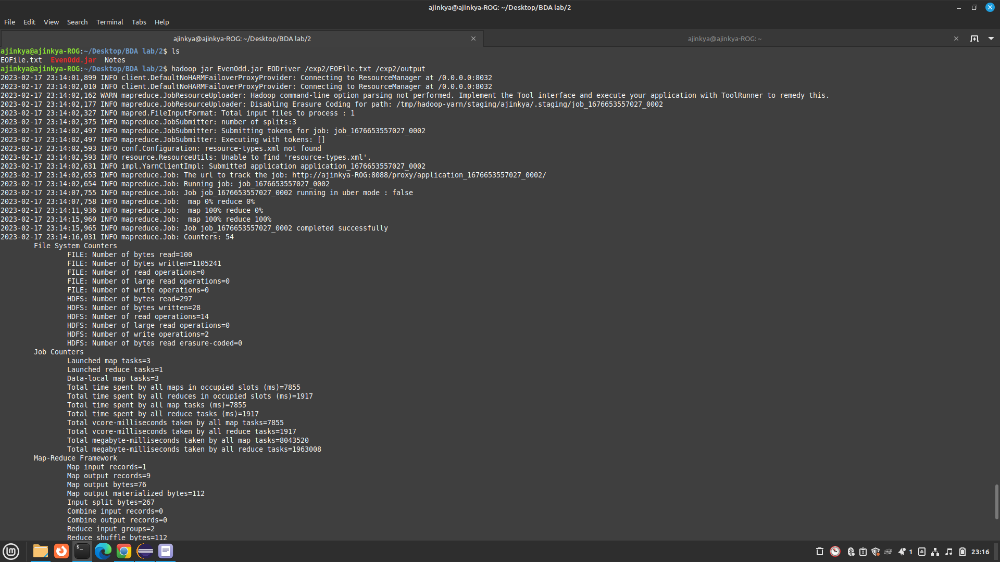 ajinkya@ajinkya-ROG: ~/Desktop/BDA lab/2
File Edit View Search Terminal Tabs Help
ajinkya@ajinkya-ROG: ~/Desktop/BDA lab/2
ajinkya@ajinkya-ROG: ~
ajinkya@ajinkya-ROG:~/Desktop/BDA lab/2$ ls
EOFile.txt  EvenOdd.jar  Notes
ajinkya@ajinkya-ROG:~/Desktop/BDA lab/2$ hadoop jar EvenOdd.jar EODriver /exp2/EOFile.txt /exp2/output
2023-02-17 23:14:01,899 INFO client.DefaultNoHARMFailoverProxyProvider: Connecting to ResourceManager at /0.0.0.0:8032
2023-02-17 23:14:02,010 INFO client.DefaultNoHARMFailoverProxyProvider: Connecting to ResourceManager at /0.0.0.0:8032
2023-02-17 23:14:02,162 WARN mapreduce.JobResourceUploader: Hadoop command-line option parsing not performed. Implement the Tool interface and execute your application with ToolRunner to remedy this.
2023-02-17 23:14:02,177 INFO mapreduce.JobResourceUploader: Disabling Erasure Coding for path: /tmp/hadoop-yarn/staging/ajinkya/.staging/job_1676653557027_0002
2023-02-17 23:14:02,327 INFO mapred.FileInputFormat: Total input files to process : 1
2023-02-17 23:14:02,375 INFO mapreduce.JobSubmitter: number of splits:3
2023-02-17 23:14:02,497 INFO mapreduce.JobSubmitter: Submitting tokens for job: job_1676653557027_0002
2023-02-17 23:14:02,497 INFO mapreduce.JobSubmitter: Executing with tokens: []
2023-02-17 23:14:02,593 INFO conf.Configuration: resource-types.xml not found
2023-02-17 23:14:02,593 INFO resource.ResourceUtils: Unable to find 'resource-types.xml'.
2023-02-17 23:14:02,631 INFO impl.YarnClientImpl: Submitted application application_1676653557027_0002
2023-02-17 23:14:02,653 INFO mapreduce.Job: The url to track the job: http://ajinkya-ROG:8088/proxy/application_1676653557027_0002/
2023-02-17 23:14:02,654 INFO mapreduce.Job: Running job: job_1676653557027_0002
2023-02-17 23:14:07,755 INFO mapreduce.Job: Job job_1676653557027_0002 running in uber mode : false
2023-02-17 23:14:07,758 INFO mapreduce.Job:  map 0% reduce 0%
2023-02-17 23:14:11,936 INFO mapreduce.Job:  map 100% reduce 0%
2023-02-17 23:14:15,960 INFO mapreduce.Job:  map 100% reduce 100%
2023-02-17 23:14:15,965 INFO mapreduce.Job: Job job_1676653557027_0002 completed successfully
2023-02-17 23:14:16,031 INFO mapreduce.Job: Counters: 54
File System Counters
FILE: Number of bytes read=100
FILE: Number of bytes written=1105241
FILE: Number of read operations=0
FILE: Number of large read operations=0
FILE: Number of write operations=0
HDFS: Number of bytes read=297
HDFS: Number of bytes written=28
HDFS: Number of read operations=14
HDFS: Number of large read operations=0
HDFS: Number of write operations=2
HDFS: Number of bytes read erasure-coded=0
Job Counters
Launched map tasks=3
Launched reduce tasks=1
Data-local map tasks=3
Total time spent by all maps in occupied slots (ms)=7855
Total time spent by all reduces in occupied slots (ms)=1917
Total time spent by all map tasks (ms)=7855
Total time spent by all reduce tasks (ms)=1917
Total vcore-milliseconds taken by all map tasks=7855
Total vcore-milliseconds taken by all reduce tasks=1917
Total megabyte-milliseconds taken by all map tasks=8043520
Total megabyte-milliseconds taken by all reduce tasks=1963008
Map-Reduce Framework
Map input records=1
Map output records=9
Map output bytes=76
Map output materialized bytes=112
Input split bytes=267
Combine input records=0
Combine output records=0
Reduce input groups=2
Reduce shuffle bytes=112
1
23:16